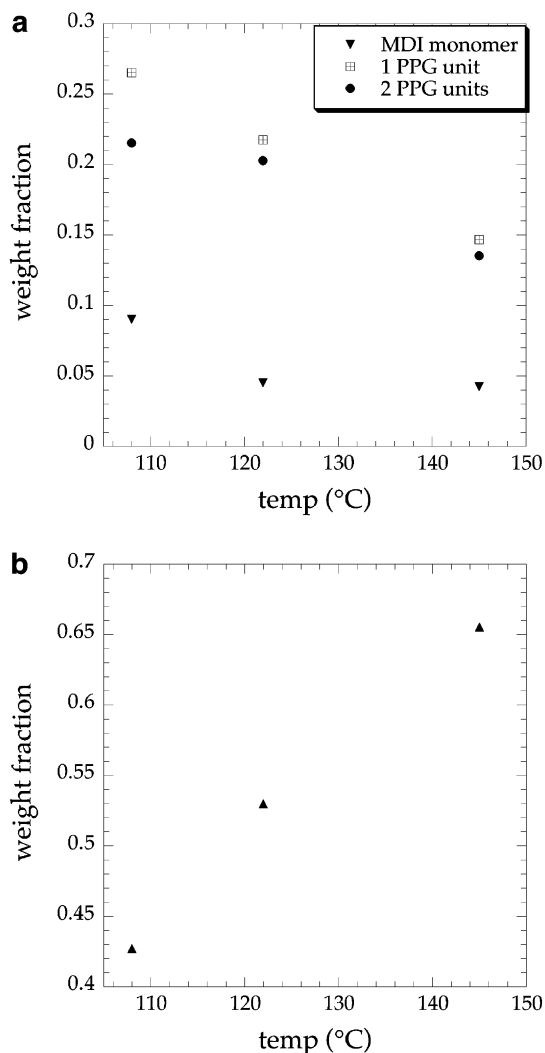 a
0.3
MDI monomer
1 PPG unit
2 PPG units
0.25
0.2
0.15
0.1
0.05
0
weight fraction
110 120 130 140 150
temp (°C)
b
0.7
0.65
0.6
0.55
0.5
0.45
0.4
weight fraction
110 120 130 140 150
temp (°C)